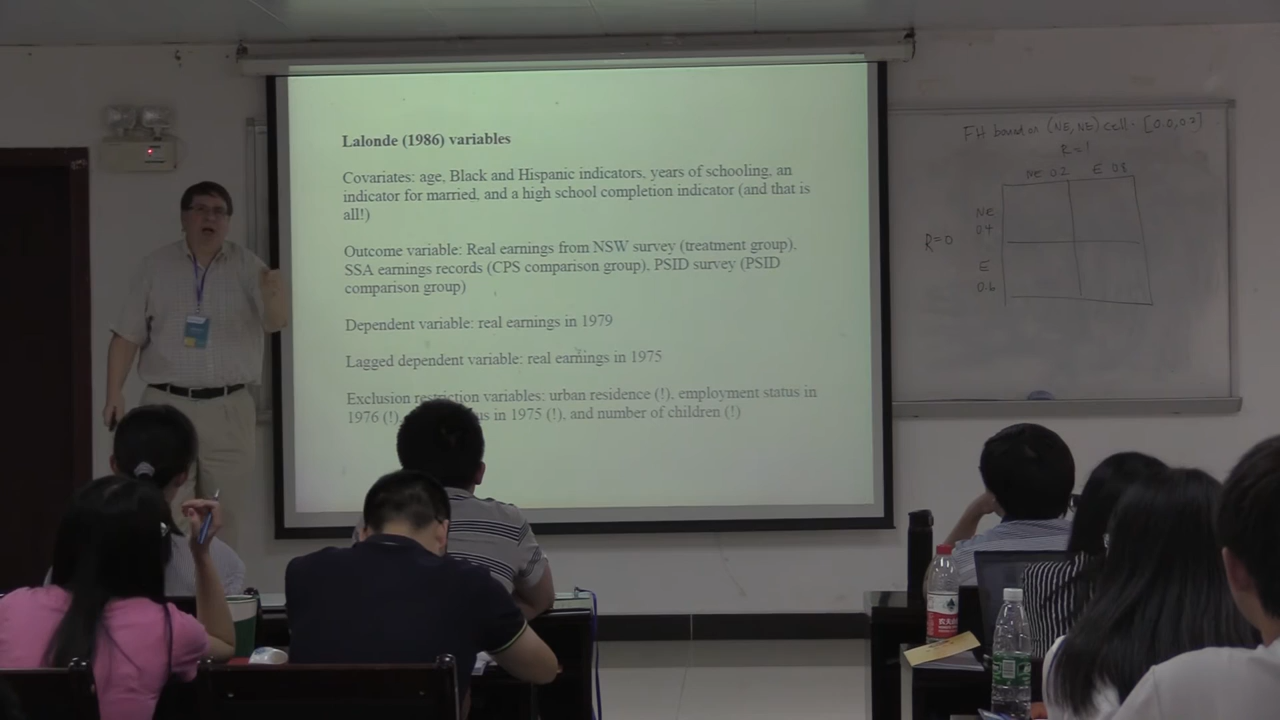 Lalonde (1986) variables
Covariates: age, Black and Hispanic indicators, years of schooling, an
indicator for married, and a high school completion indicator (and that is
all!)
Outcome variable: Real earnings from NSW survey (treatment group),
SSA earnings records (CPS comparison group), PSID survey (PSID
comparison group)
Dependent variable: real earnings in 1979
Lagged dependent variable: real earnings in 1975
Exclusion restriction variables: urban residence (!), employment status in
1976 (!), in 1975 (!), and number of children (!)
FH bound on (NE, NE) cell - [0.0, 0.2]
R=1
NE 0.2 E 0.8
NE
0.4
R=0
E
0.6